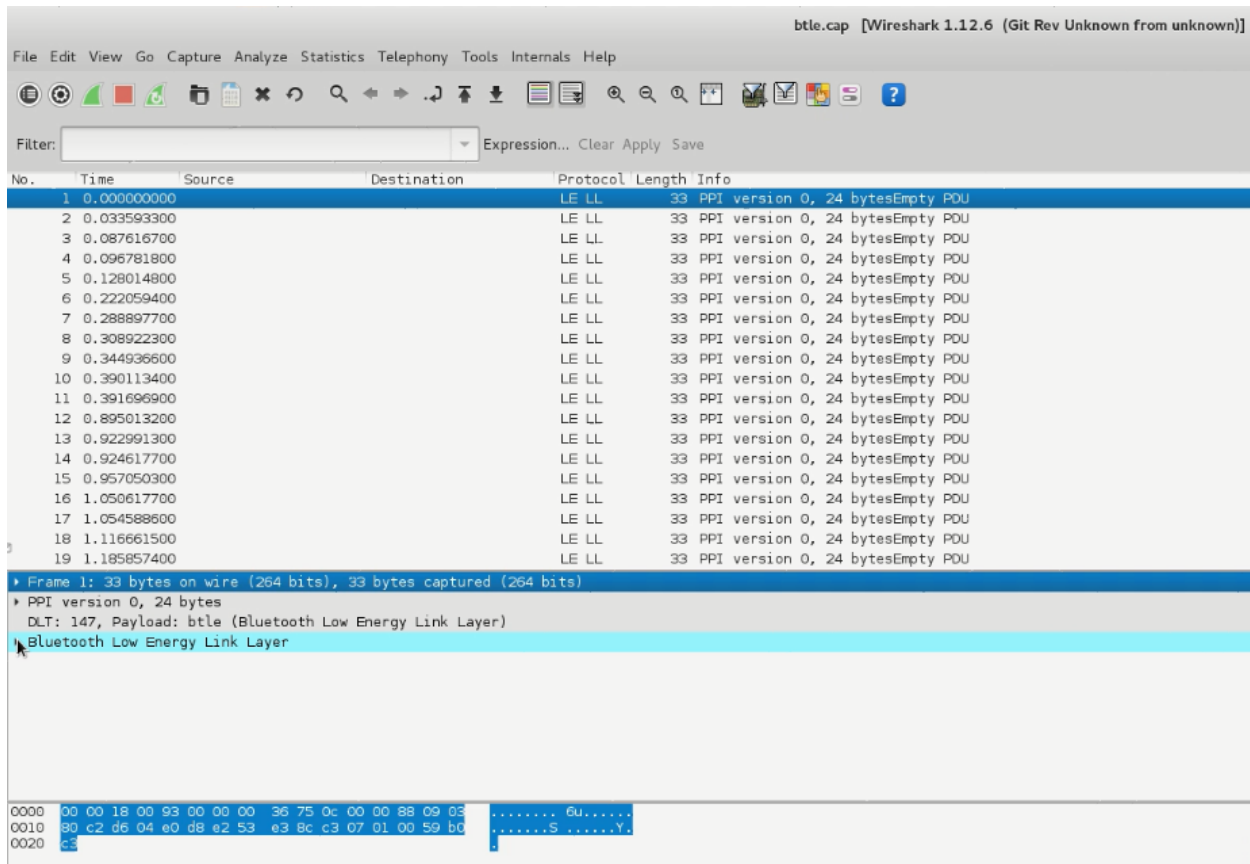 btle.cap [Wireshark 1.12.6 (Git Rev Unknown from unknown)]
File Edit View Go Capture Analyze Statistics Telephony Tools Internals Help
Filter: Expression... Clear Apply Save
No. Time Source Destination Protocol Length Info
1 0.000000000 LE LL 33 PPI version 0, 24 bytesEmpty PDU
2 0.033593300 LE LL 33 PPI version 0, 24 bytesEmpty PDU
3 0.087616700 LE LL 33 PPI version 0, 24 bytesEmpty PDU
4 0.096781800 LE LL 33 PPI version 0, 24 bytesEmpty PDU
5 0.128014800 LE LL 33 PPI version 0, 24 bytesEmpty PDU
6 0.222059400 LE LL 33 PPI version 0, 24 bytesEmpty PDU
7 0.288897700 LE LL 33 PPI version 0, 24 bytesEmpty PDU
8 0.308922300 LE LL 33 PPI version 0, 24 bytesEmpty PDU
9 0.344936600 LE LL 33 PPI version 0, 24 bytesEmpty PDU
10 0.390113400 LE LL 33 PPI version 0, 24 bytesEmpty PDU
11 0.391696900 LE LL 33 PPI version 0, 24 bytesEmpty PDU
12 0.895013200 LE LL 33 PPI version 0, 24 bytesEmpty PDU
13 0.922991300 LE LL 33 PPI version 0, 24 bytesEmpty PDU
14 0.924617700 LE LL 33 PPI version 0, 24 bytesEmpty PDU
15 0.957050300 LE LL 33 PPI version 0, 24 bytesEmpty PDU
16 1.050617700 LE LL 33 PPI version 0, 24 bytesEmpty PDU
17 1.054588600 LE LL 33 PPI version 0, 24 bytesEmpty PDU
18 1.116661500 LE LL 33 PPI version 0, 24 bytesEmpty PDU
19 1.185857400 LE LL 33 PPI version 0, 24 bytesEmpty PDU
Frame 1: 33 bytes on wire (264 bits), 33 bytes captured (264 bits)
PPI version 0, 24 bytes
DLT: 147, Payload: btle (Bluetooth Low Energy Link Layer)
Bluetooth Low Energy Link Layer
0000 00 00 18 00 93 00 00 00 36 75 0c 00 00 88 09 03 ........ 6u......
0010 80 c2 d6 04 e0 d8 e2 53 e3 8c c3 07 01 00 59 b0 .......S ......Y.
0020 c3 .